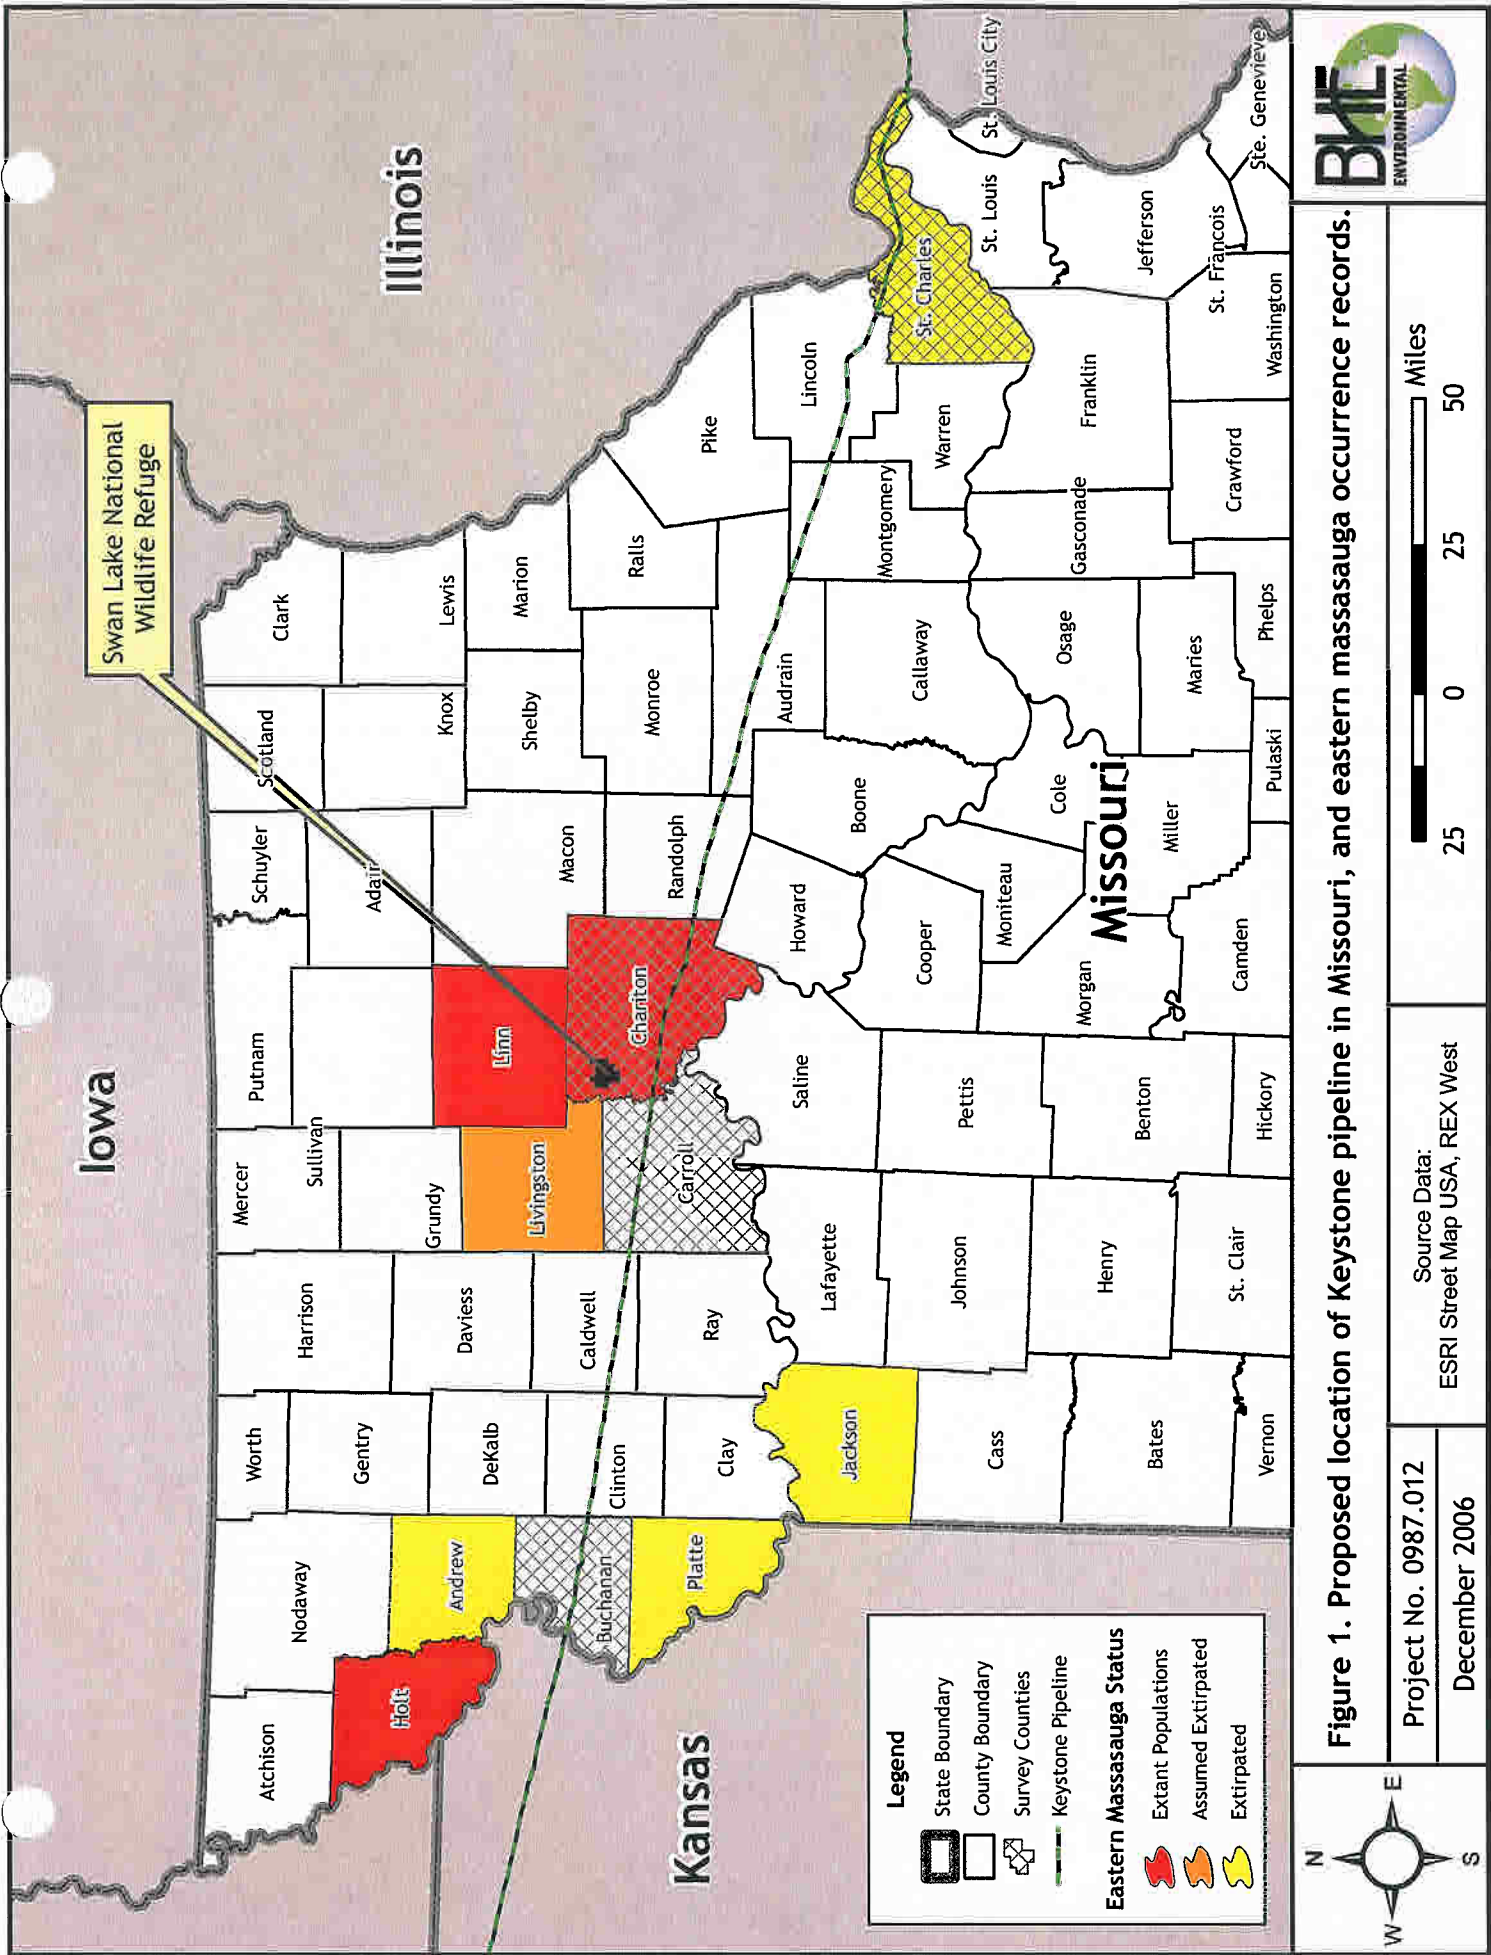 Iowa
Illinois
Kansas
Missouri
Swan Lake National
Wildlife Refuge
Atchison
Nodaway
Worth
Harrison
Mercer
Putnam
Schuyler
Scotland
Clark
Holt
Andrew
Gentry
DeKalb
Daviess
Grundy
Sullivan
Adair
Knox
Lewis
Buchanan
Clinton
Caldwell
Livingston
Linn
Macon
Shelby
Marion
Platte
Clay
Ray
Carroll
Chariton
Randolph
Monroe
Ralls
Pike
Jackson
Lafayette
Saline
Howard
Boone
Audrain
Callaway
Montgomery
Lincoln
Warren
St. Charles
St. Louis
St. Louis City
Cass
Johnson
Pettis
Cooper
Moniteau
Cole
Osage
Gasconade
Franklin
Jefferson
Bates
Henry
Benton
Morgan
Miller
Maries
Crawford
Washington
St. Francois
Ste. Genevieve
Vernon
St. Clair
Hickory
Camden
Pulaski
Phelps
Legend
State Boundary
County Boundary
Survey Counties
Keystone Pipeline
Eastern Massasauga Status
Extant Populations
Assumed Extirpated
Extirpated
N
W
E
S
Figure 1. Proposed location of Keystone pipeline in Missouri, and eastern massasauga occurrence records.
Project No. 0987.012
December 2006
Source Data:
ESRI Street Map USA, REX West
25 0 25 50
Miles
BHE
ENVIRONMENTAL